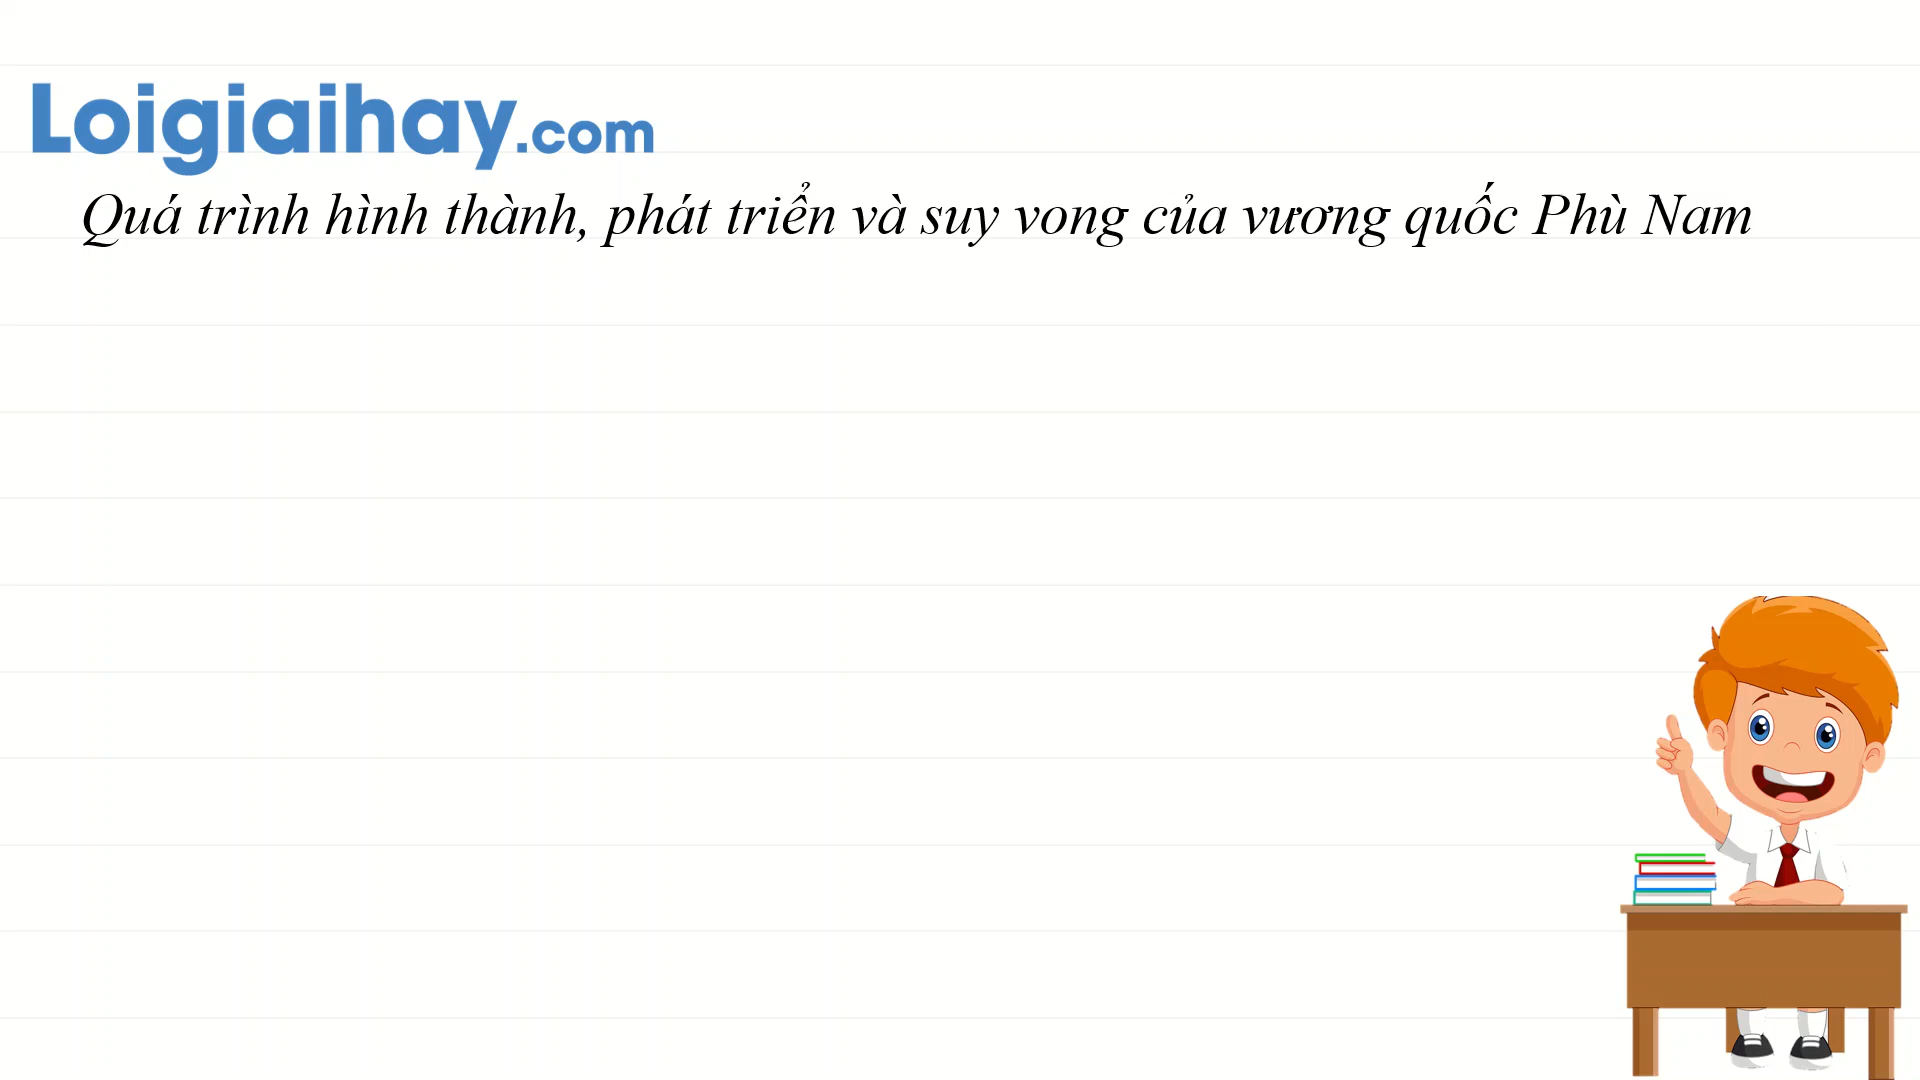 Loigiaihay.com
Quá trình hình thành, phát triển và suy vong của vương quốc Phù Nam